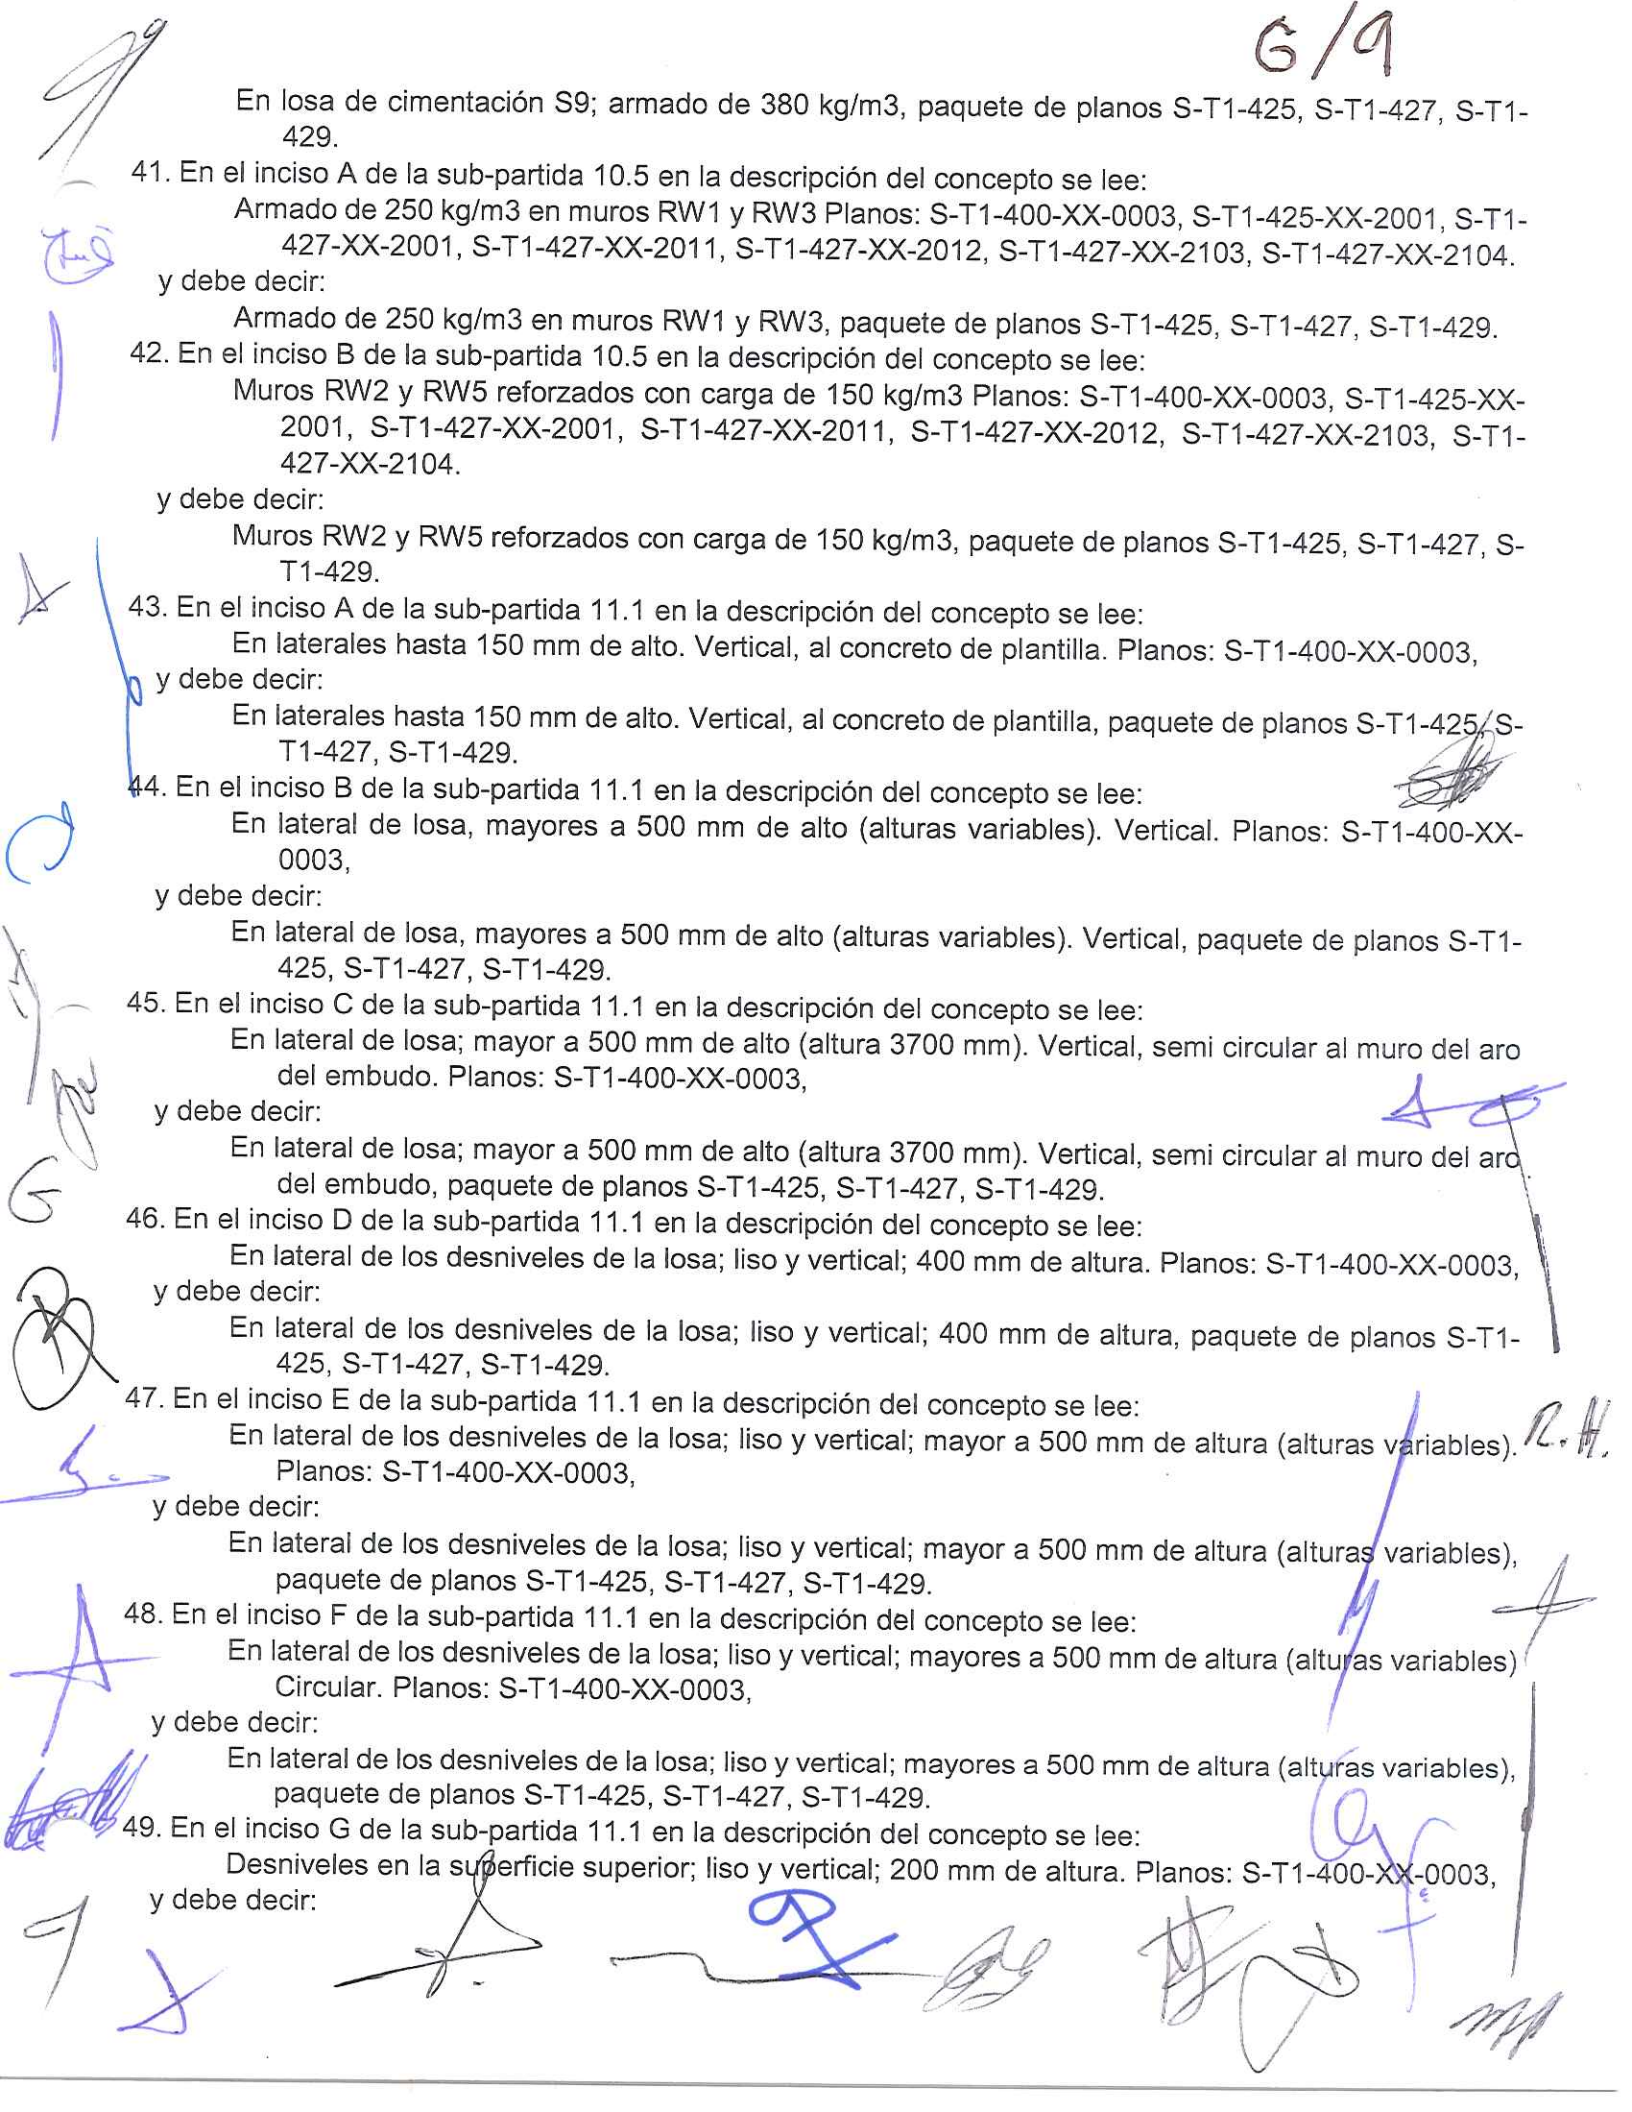 6/9
En losa de cimentación S9; armado de 380 kg/m3, paquete de planos S-T1-425, S-T1-427, S-T1-
429.
41. En el inciso A de la sub-partida 10.5 en la descripción del concepto se lee:
Armado de 250 kg/m3 en muros RW1 y RW3 Planos: S-T1-400-XX-0003, S-T1-425-XX-2001, S-T1-
427-XX-2001, S-T1-427-XX-2011, S-T1-427-XX-2012, S-T1-427-XX-2103, S-T1-427-XX-2104.
y debe decir:
Armado de 250 kg/m3 en muros RW1 y RW3, paquete de planos S-T1-425, S-T1-427, S-T1-429.
42. En el inciso B de la sub-partida 10.5 en la descripción del concepto se lee:
Muros RW2 y RW5 reforzados con carga de 150 kg/m3 Planos: S-T1-400-XX-0003, S-T1-425-XX-
2001, S-T1-427-XX-2001, S-T1-427-XX-2011, S-T1-427-XX-2012, S-T1-427-XX-2103, S-T1-
427-XX-2104.
y debe decir:
Muros RW2 y RW5 reforzados con carga de 150 kg/m3, paquete de planos S-T1-425, S-T1-427, S-
T1-429.
43. En el inciso A de la sub-partida 11.1 en la descripción del concepto se lee:
En laterales hasta 150 mm de alto. Vertical, al concreto de plantilla. Planos: S-T1-400-XX-0003,
y debe decir:
En laterales hasta 150 mm de alto. Vertical, al concreto de plantilla, paquete de planos S-T1-425, S-
T1-427, S-T1-429.
44. En el inciso B de la sub-partida 11.1 en la descripción del concepto se lee:
En lateral de losa, mayores a 500 mm de alto (alturas variables). Vertical. Planos: S-T1-400-XX-
0003,
y debe decir:
En lateral de losa, mayores a 500 mm de alto (alturas variables). Vertical, paquete de planos S-T1-
425, S-T1-427, S-T1-429.
45. En el inciso C de la sub-partida 11.1 en la descripción del concepto se lee:
En lateral de losa; mayor a 500 mm de alto (altura 3700 mm). Vertical, semi circular al muro del aro
del embudo. Planos: S-T1-400-XX-0003,
y debe decir:
En lateral de losa; mayor a 500 mm de alto (altura 3700 mm). Vertical, semi circular al muro del aro
del embudo, paquete de planos S-T1-425, S-T1-427, S-T1-429.
46. En el inciso D de la sub-partida 11.1 en la descripción del concepto se lee:
En lateral de los desniveles de la losa; liso y vertical; 400 mm de altura. Planos: S-T1-400-XX-0003,
y debe decir:
En lateral de los desniveles de la losa; liso y vertical; 400 mm de altura, paquete de planos S-T1-
425, S-T1-427, S-T1-429.
47. En el inciso E de la sub-partida 11.1 en la descripción del concepto se lee:
En lateral de los desniveles de la losa; liso y vertical; mayor a 500 mm de altura (alturas variables).
R.H.
Planos: S-T1-400-XX-0003,
y debe decir:
En lateral de los desniveles de la losa; liso y vertical; mayor a 500 mm de altura (alturas variables),
paquete de planos S-T1-425, S-T1-427, S-T1-429.
48. En el inciso F de la sub-partida 11.1 en la descripción del concepto se lee:
En lateral de los desniveles de la losa; liso y vertical; mayores a 500 mm de altura (alturas variables)
Circular. Planos: S-T1-400-XX-0003,
y debe decir:
En lateral de los desniveles de la losa; liso y vertical; mayores a 500 mm de altura (alturas variables),
paquete de planos S-T1-425, S-T1-427, S-T1-429.
49. En el inciso G de la sub-partida 11.1 en la descripción del concepto se lee:
Desniveles en la superficie superior; liso y vertical; 200 mm de altura. Planos: S-T1-400-XX-0003,
y debe decir: